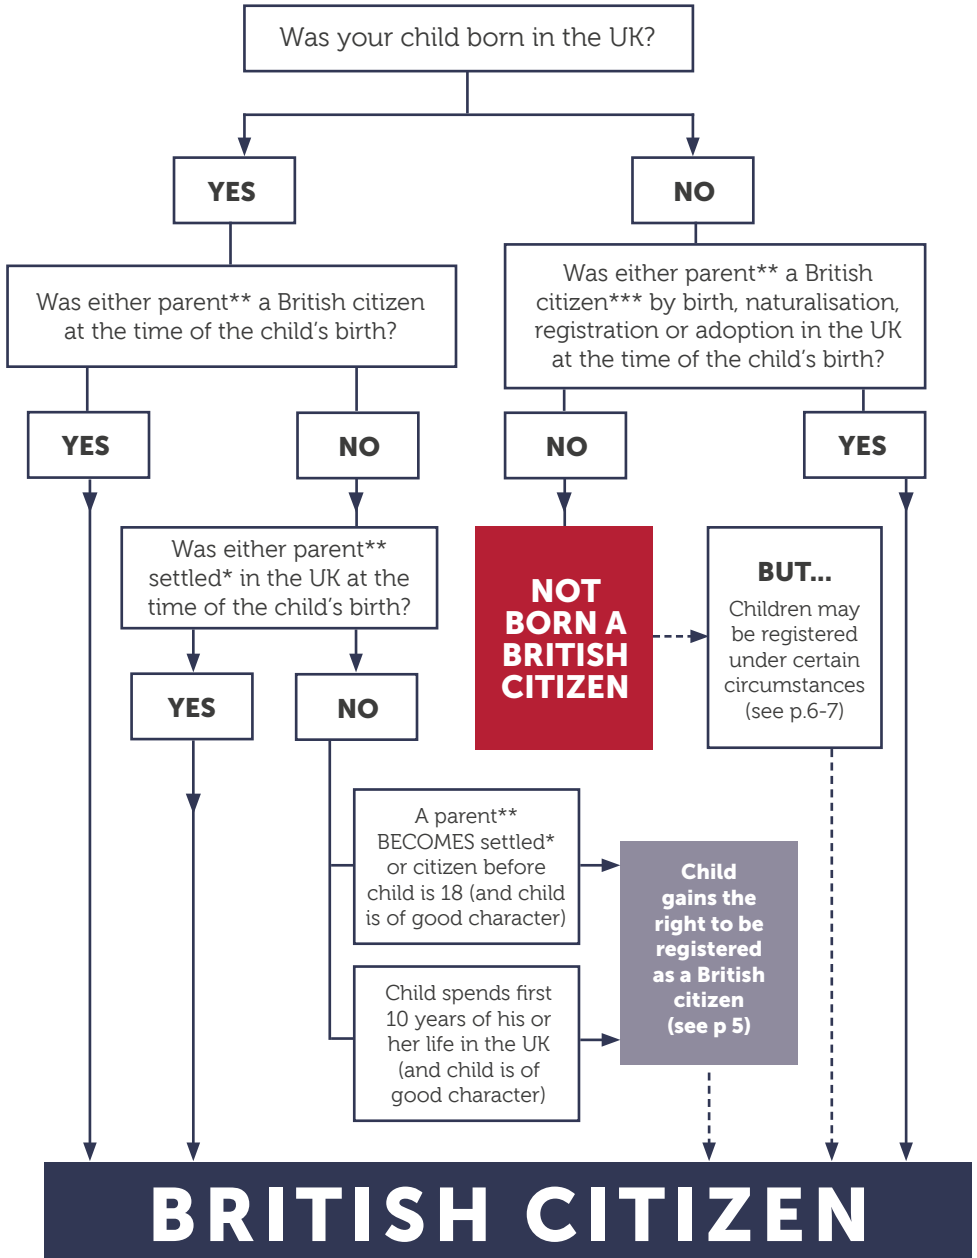 Was your child born in the UK?
YES
NO
Was either parent** a British citizen
at the time of the child’s birth?
Was either parent** a British
citizen*** by birth, naturalisation,
registration or adoption in the UK
at the time of the child’s birth?
YES
NO
NO
YES
Was either parent**
settled* in the UK at the
time of the child’s birth?
NOT
BORN A
BRITISH
CITIZEN
BUT...
Children may
be registered
under certain
circumstances
(see p.6-7)
YES
NO
A parent**
BECOMES settled*
or citizen before
child is 18 (and child
is of good character)
Child
gains the
right to be
registered
as a British
citizen
(see p 5)
Child spends first
10 years of his or
her life in the UK
(and child is of
good character)
BRITISH CITIZEN